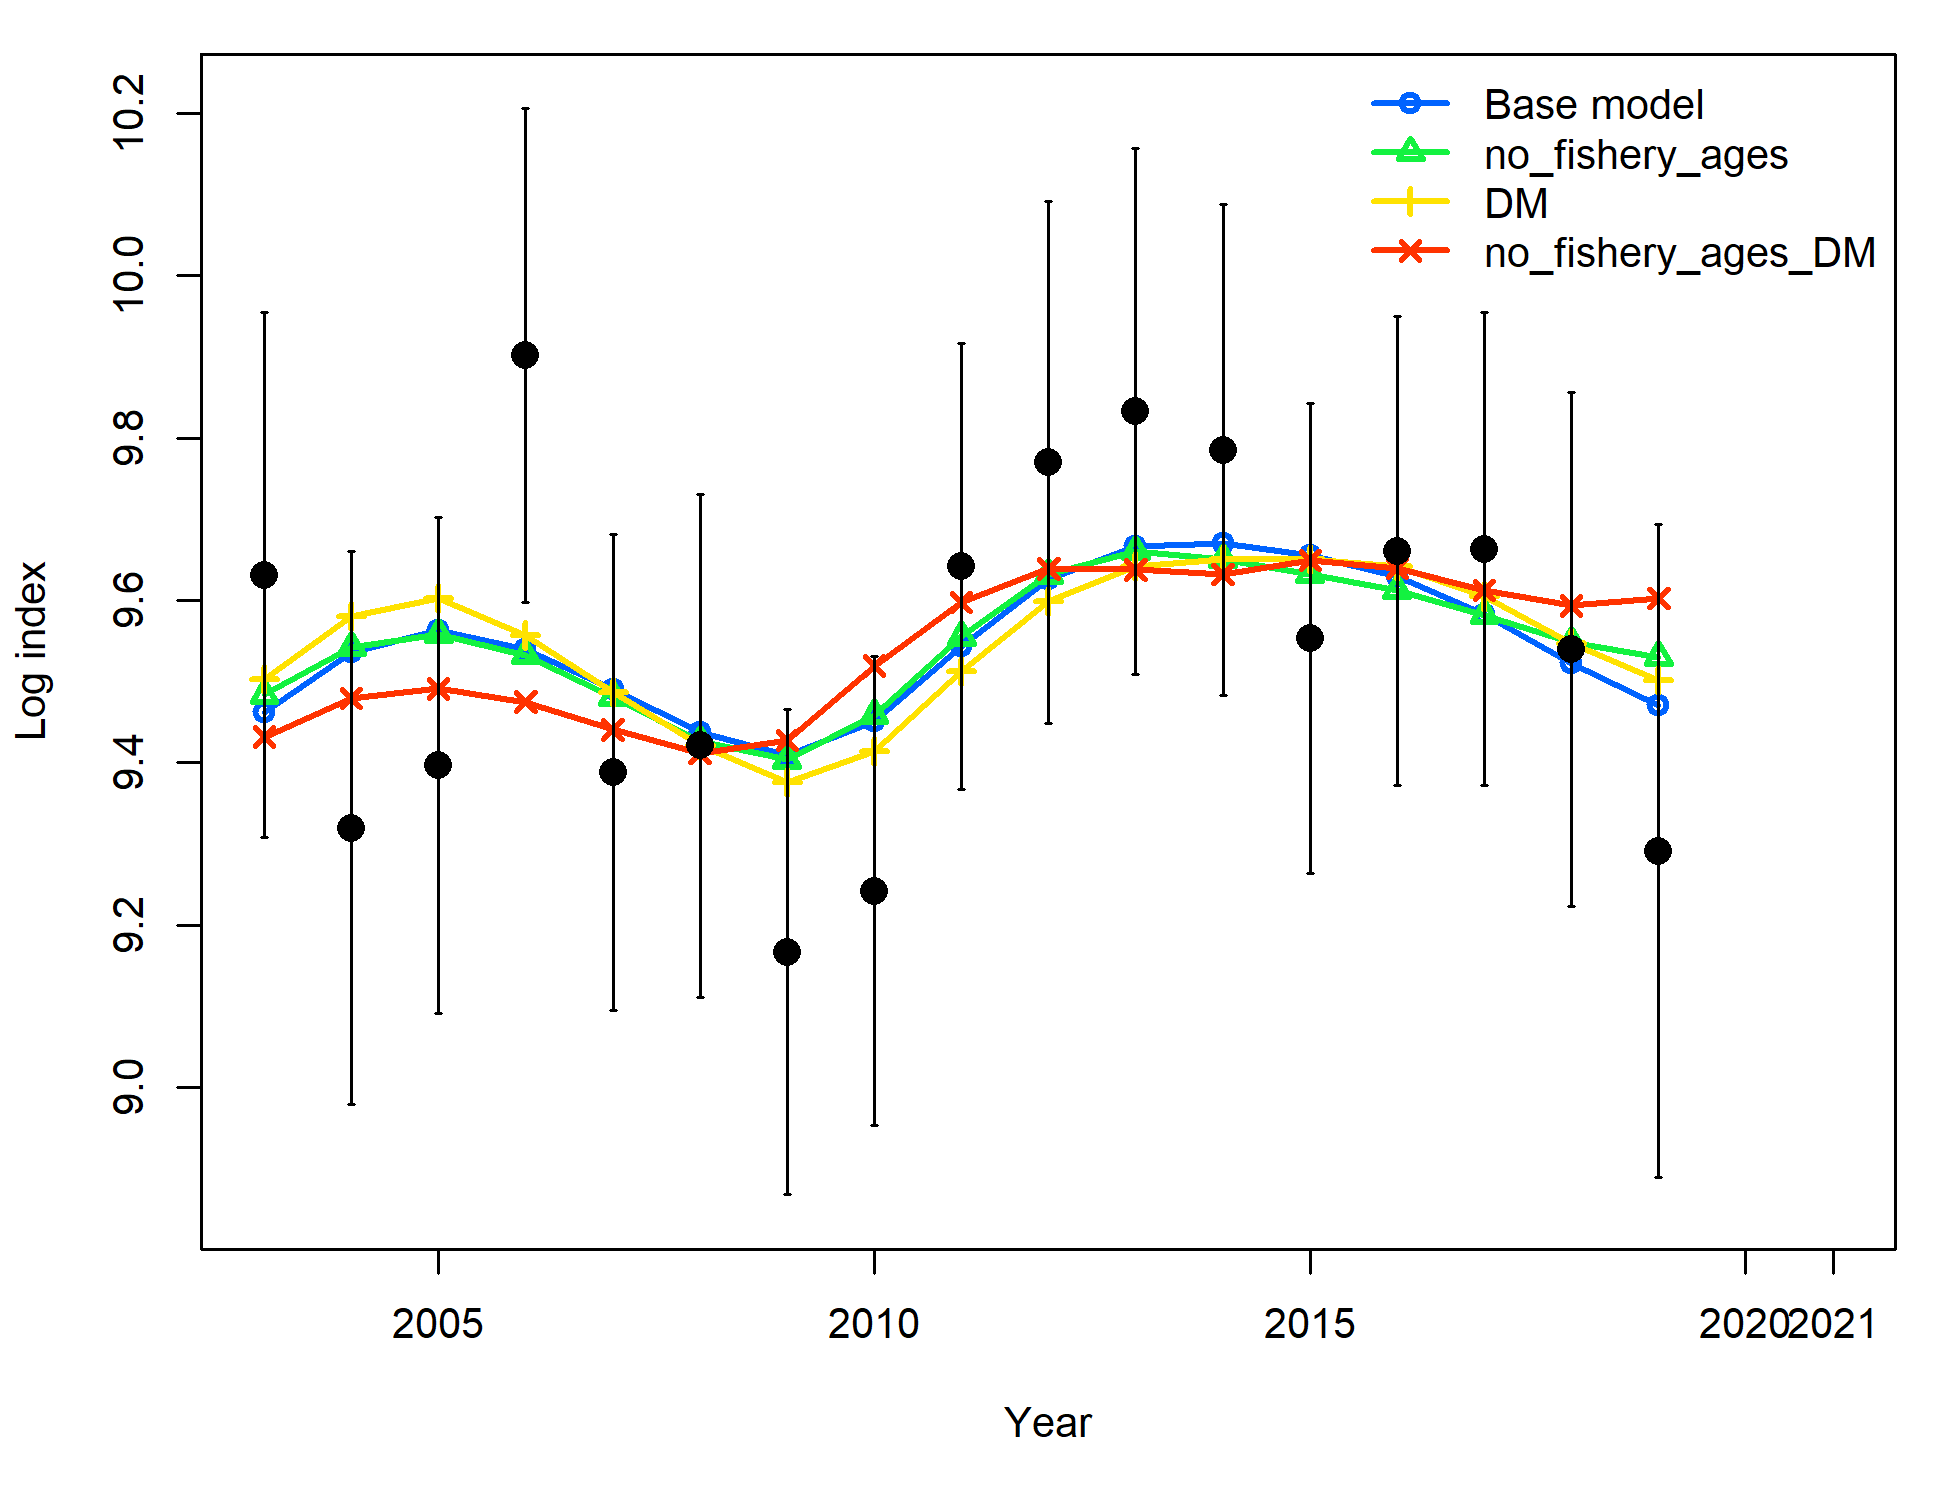 Base model
no_fishery_ages
DM
no_fishery_ages_DM
10.2
10.0
9.8
9.6
9.4
9.2
9.0
Log index
2005 2010 2015 2020 2021
Year